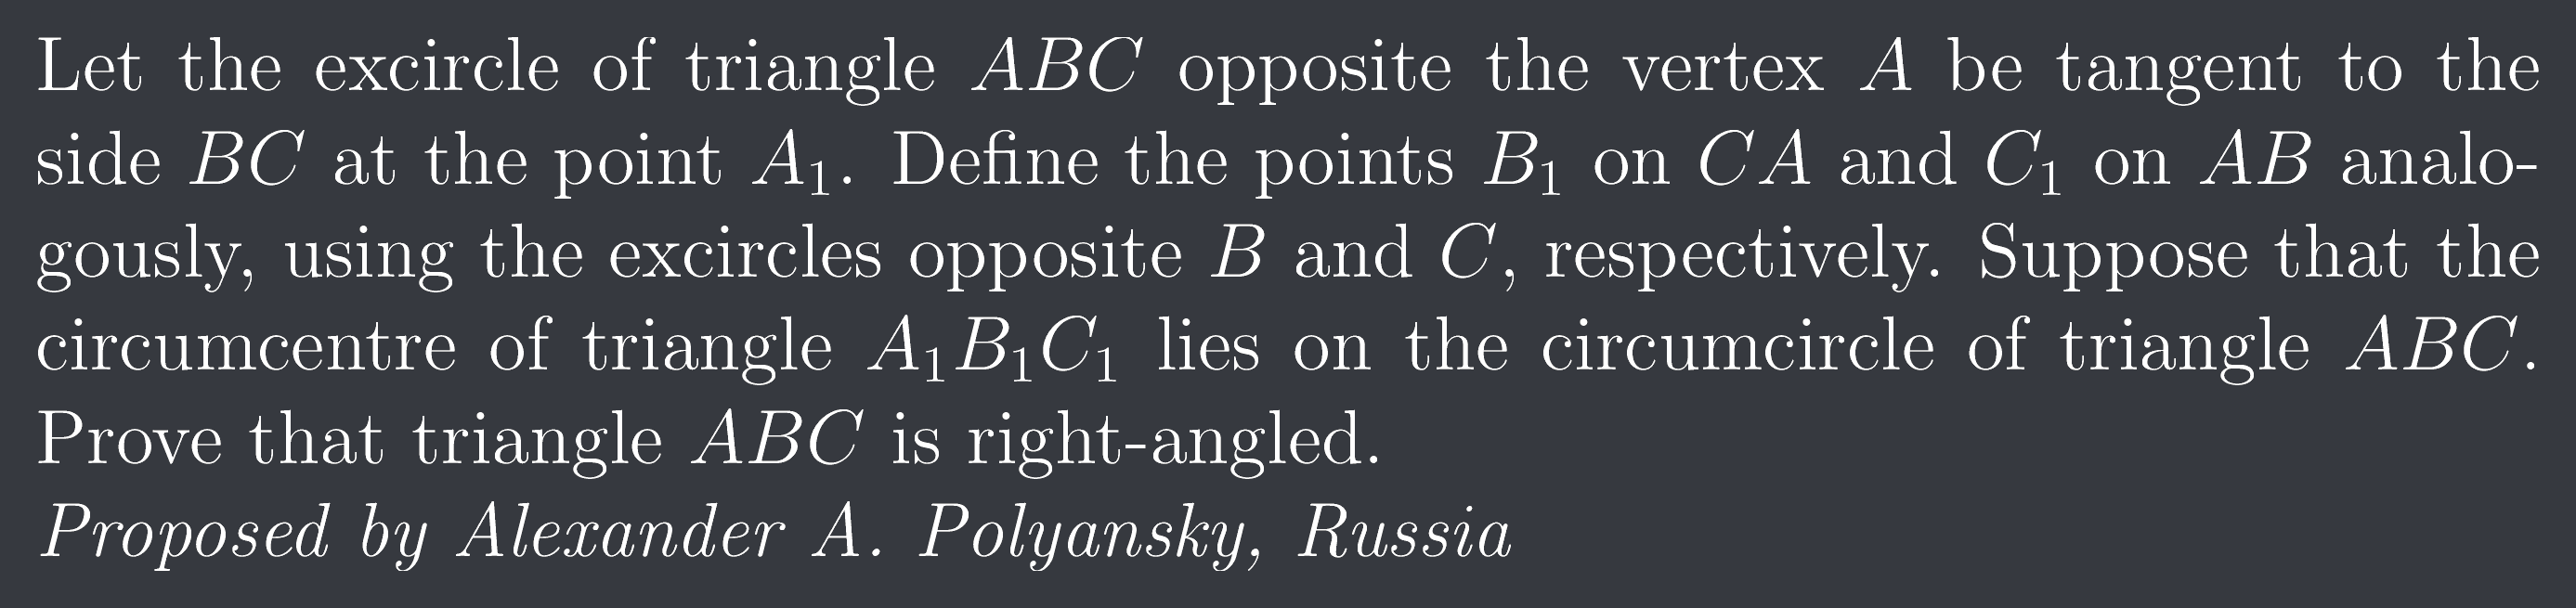 Let the excircle of triangle ABC opposite the vertex A be tangent to the
side BC at the point A₁. Define the points B₁ on CA and C₁ on AB analo-
gously, using the excircles opposite B and C, respectively. Suppose that the
circumcentre of triangle A₁B₁C₁ lies on the circumcircle of triangle ABC.
Prove that triangle ABC is right-angled.
Proposed by Alexander A. Polyansky, Russia